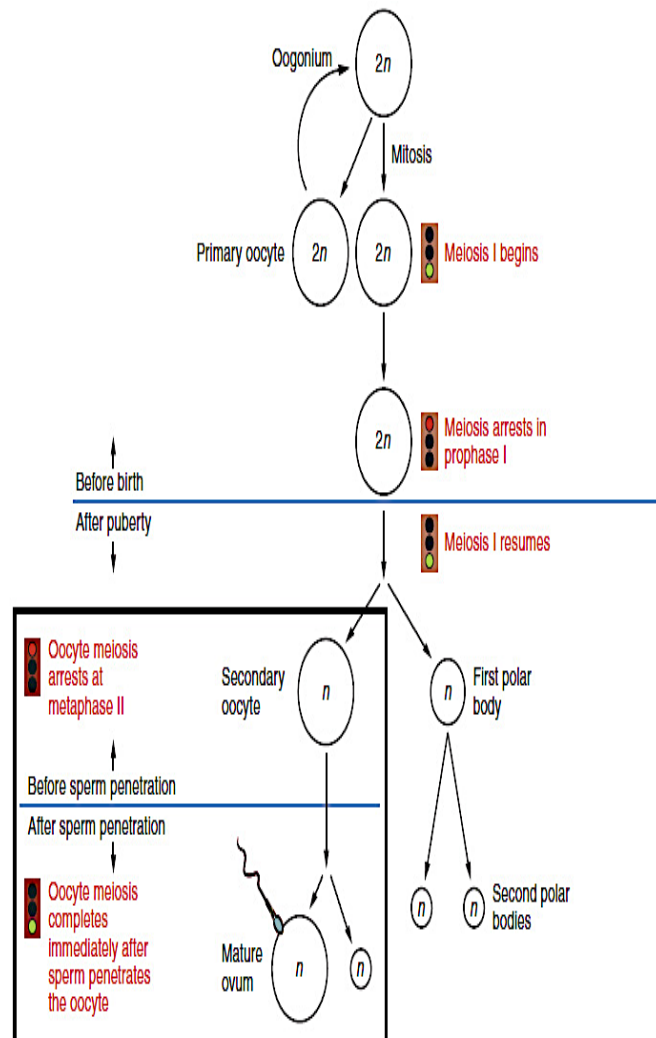 Oogonium
2n
Mitosis
Primary oocyte
2n
2n
Meiosis I begins
2n
Meiosis arrests in
prophase I
Before birth
After puberty
Meiosis I resumes
Oocyte meiosis
arrests at
metaphase II
Secondary
oocyte
n
n
First polar
body
Before sperm penetration
After sperm penetration
Oocyte meiosis
completes
immediately after
sperm penetrates
the oocyte
Mature
ovum
n
n
n
n
Second polar
bodies